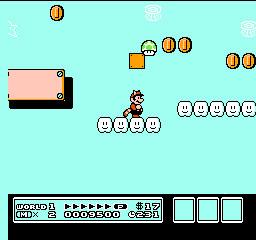 WORLD 1 ▶▶▶▶▶▶ P $ 17
(M) × 2 0009500 231